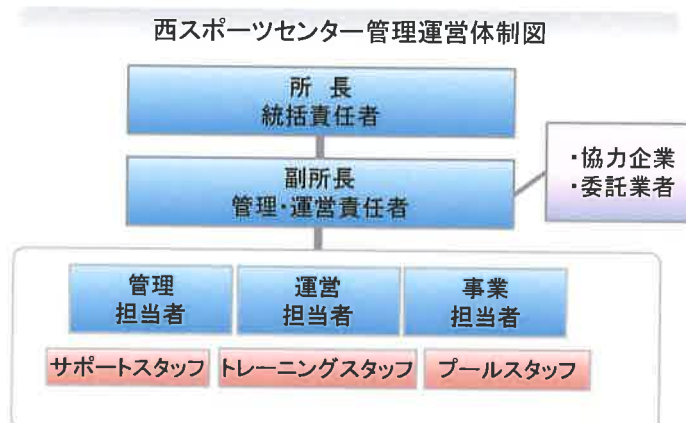 西スポーツセンター管理運営体制図
所 長
統括責任者
副所長
管理・運営責任者
・協力企業
・委託業者
管理
担当者
運営
担当者
事業
担当者
サポートスタッフ
トレーニングスタッフ
プールスタッフ